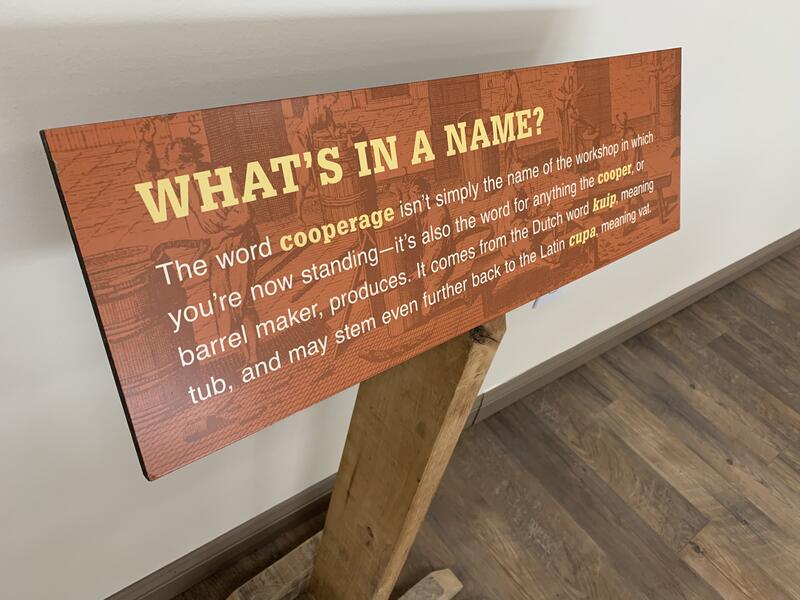 WHAT'S IN A NAME?
The word cooperage isn't simply the name of the workshop in which
you're now standing—it's also the word for anything the cooper, or
barrel maker, produces. It comes from the Dutch word kuip, meaning
tub, and may stem even further back to the Latin cupa, meaning vat.